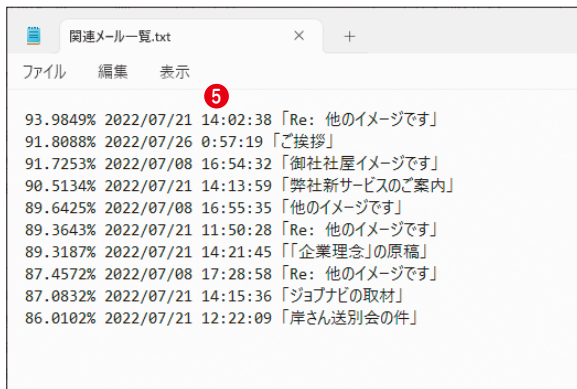 関連メール一覧.txt
ファイル 編集 表示
5
93.9849% 2022/07/21 14:02:38「Re: 他のイメージです」
91.8088% 2022/07/26 0:57:19「ご挨拶」
91.7253% 2022/07/08 16:54:32「御社社屋イメージです」
90.5134% 2022/07/21 14:13:59「弊社新サービスのご案内」
89.6425% 2022/07/08 16:55:35「他のイメージです」
89.3643% 2022/07/21 11:50:28「Re: 他のイメージです」
89.3187% 2022/07/21 14:21:45「「企業理念」の原稿」
87.4572% 2022/07/08 17:28:58「Re: 他のイメージです」
87.0832% 2022/07/21 14:15:36「ジョブナビの取材」
86.0102% 2022/07/21 12:22:09「岸さん送別会の件」